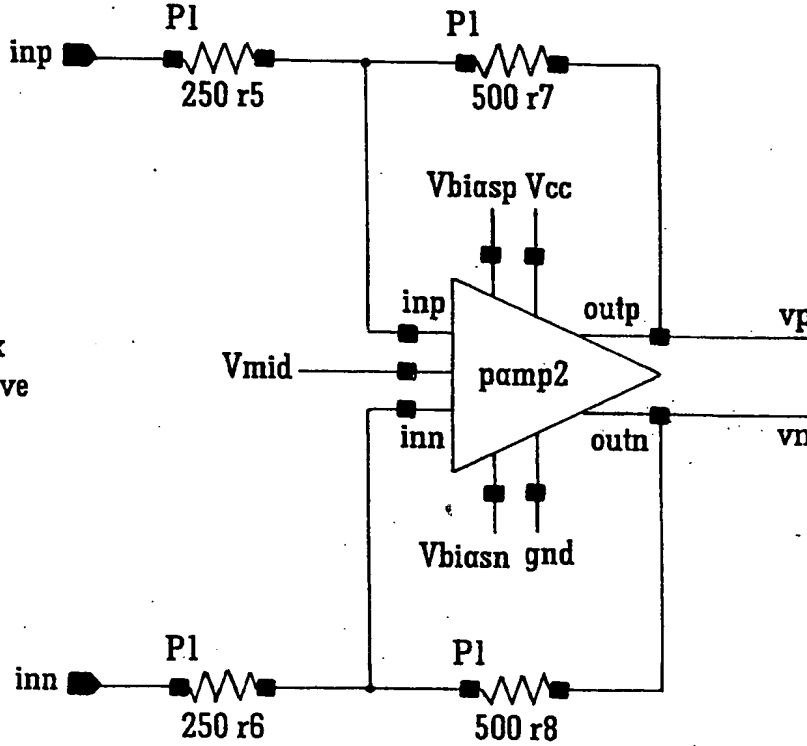 P1
P1
inp
250 r5
500 r7
Vbiasp Vcc
inp
outp
vp
Vmid
pamp2
ve
inn
outn
vn
Vbiasn gnd
P1
P1
inn
250 r6
500 r8